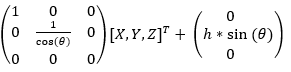 (1 0 0
0 1/cos(θ) 0
0 0 0) [X, Y, Z]^T + (0
h * sin (θ)
0)